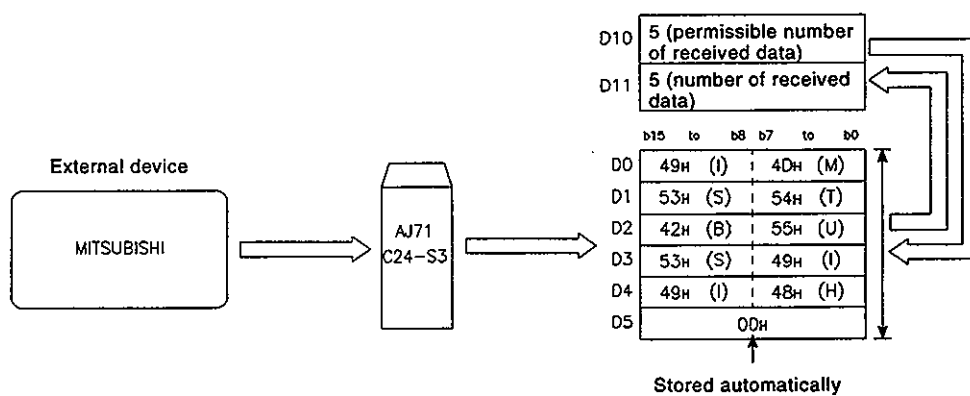 D10 5 (permissible number
of received data)
D11 5 (number of received
data)
b15 to b8 b7 to b0
External device
MITSUBISHI
AJ71
C24-S3
D0 49H (I) 4DH (M)
D1 53H (S) 54H (T)
D2 42H (B) 55H (U)
D3 53H (S) 49H (I)
D4 49H (I) 48H (H)
D5 00H
Stored automatically